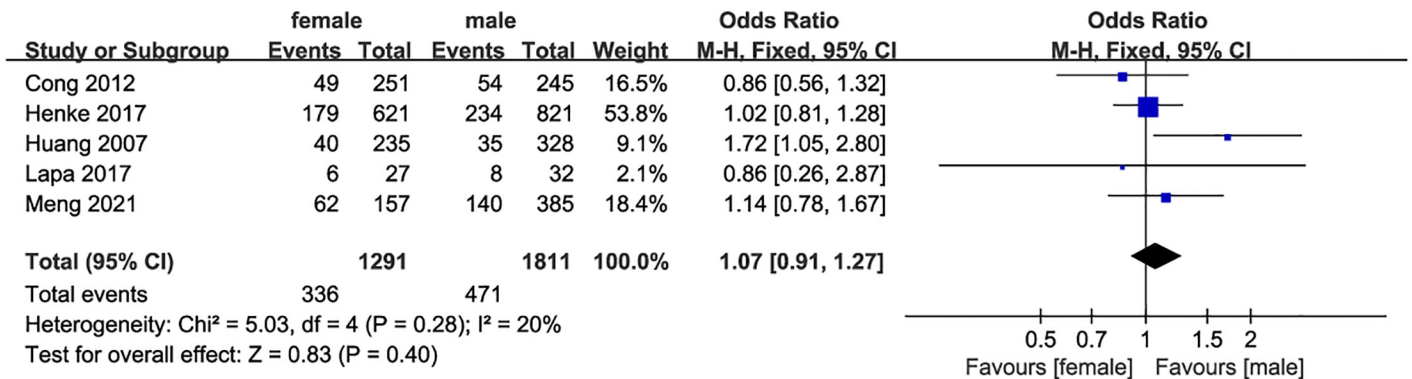 female male Odds Ratio Odds Ratio
Study or Subgroup Events Total Events Total Weight M-H, Fixed, 95% CI M-H, Fixed, 95% CI
Cong 2012 49 251 54 245 16.5% 0.86 [0.56, 1.32]
Henke 2017 179 621 234 821 53.8% 1.02 [0.81, 1.28]
Huang 2007 40 235 35 328 9.1% 1.72 [1.05, 2.80]
Lapa 2017 6 27 8 32 2.1% 0.86 [0.26, 2.87]
Meng 2021 62 157 140 385 18.4% 1.14 [0.78, 1.67]
Total (95% CI) 1291 1811 100.0% 1.07 [0.91, 1.27]
Total events 336 471
Heterogeneity: Chi² = 5.03, df = 4 (P = 0.28); I² = 20%
Test for overall effect: Z = 0.83 (P = 0.40)
0.5 0.7 1 1.5 2
Favours [female] Favours [male]